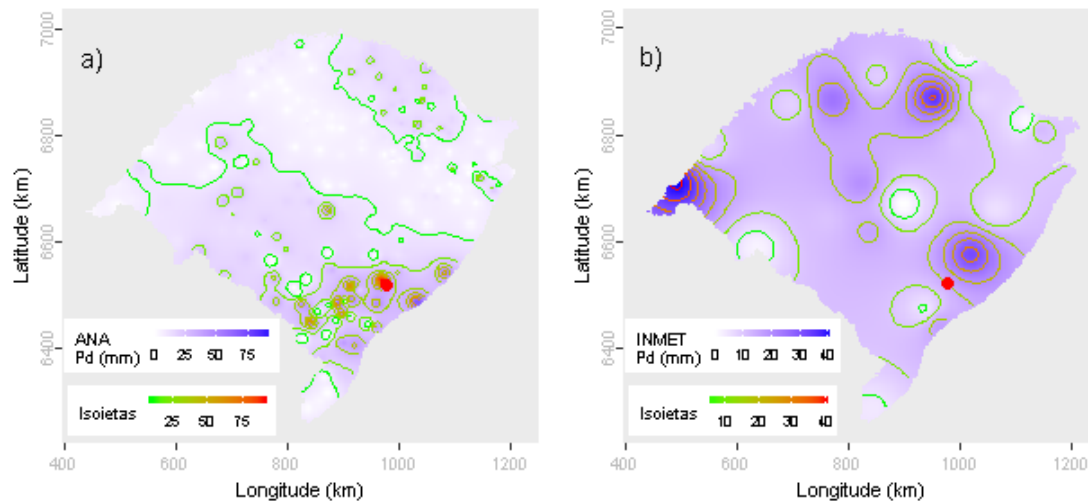 a)
7000
6800
6600
6400
Latitude (km)
ANA
Pd (mm) 0 25 50 75
Isoietas 25 50 75
400 600 800 1000 1200
Longitude (km)
b)
7000
6800
6600
6400
Latitude (km)
INMET
Pd (mm) 0 10 20 30 40
Isoietas 10 20 30 40
400 600 800 1000 1200
Longitude (km)